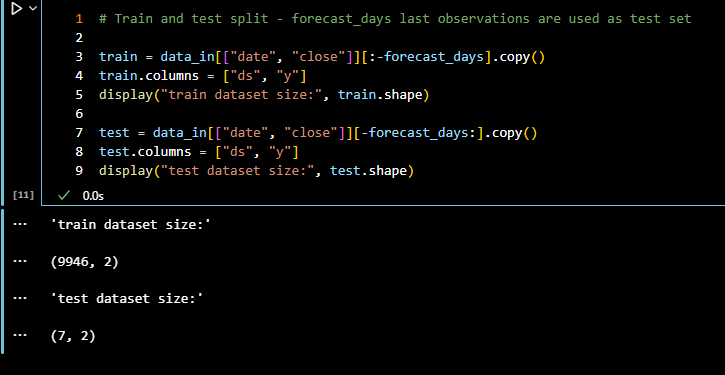 1 # Train and test split - forecast_days last observations are used as test set
2
3 train = data_in[["date", "close"]][:-forecast_days].copy()
4 train.columns = ["ds", "y"]
5 display("train dataset size:", train.shape)
6
7 test = data_in[["date", "close"]][-forecast_days:].copy()
8 test.columns = ["ds", "y"]
9 display("test dataset size:", test.shape)
[11] ✓ 0.0s
... 'train dataset size:'
... (9946, 2)
... 'test dataset size:'
... (7, 2)